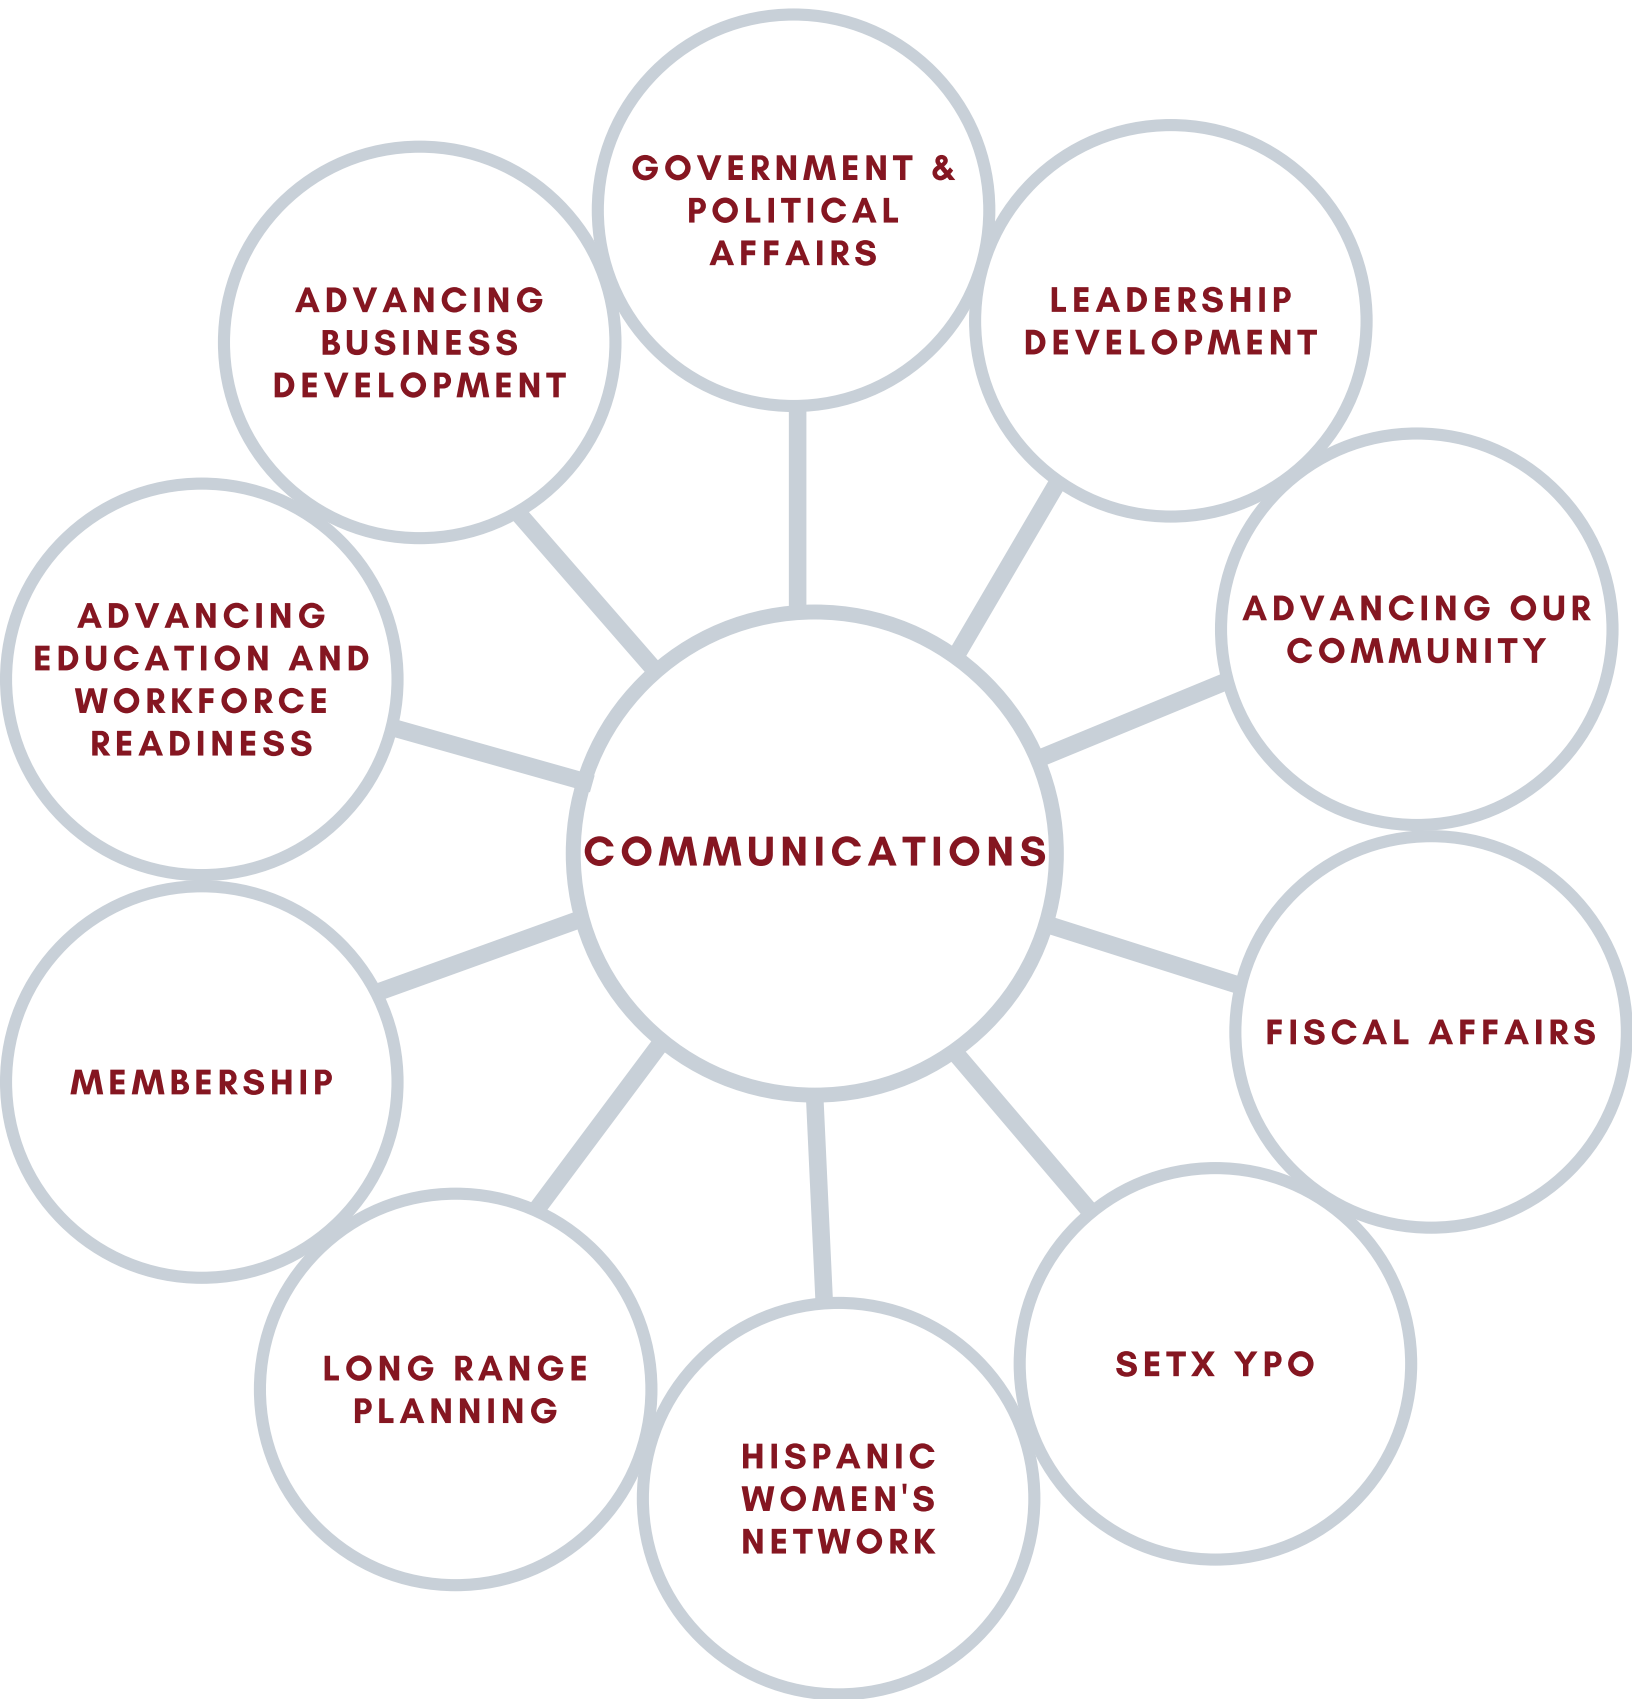 GOVERNMENT &
POLITICAL
AFFAIRS
LEADERSHIP
DEVELOPMENT
ADVANCING OUR
COMMUNITY
FISCAL AFFAIRS
SETX YPO
HISPANIC
WOMEN'S
NETWORK
LONG RANGE
PLANNING
MEMBERSHIP
ADVANCING
EDUCATION AND
WORKFORCE
READINESS
ADVANCING
BUSINESS
DEVELOPMENT
COMMUNICATIONS